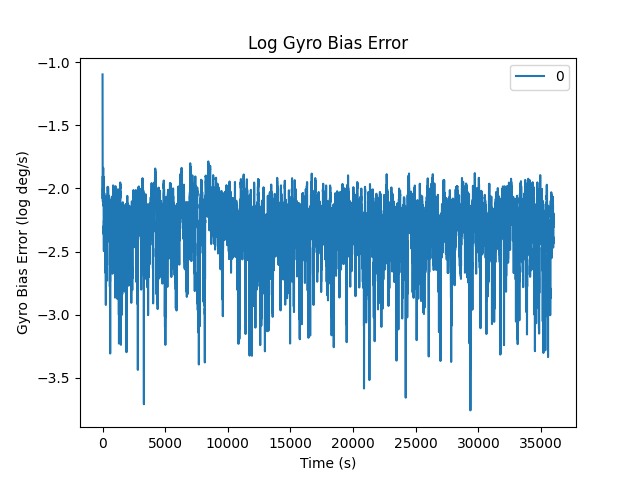 Log Gyro Bias Error
0
Gyro Bias Error (log deg/s)
−1.0
−1.5
−2.0
−2.5
−3.0
−3.5
0 5000 10000 15000 20000 25000 30000 35000
Time (s)